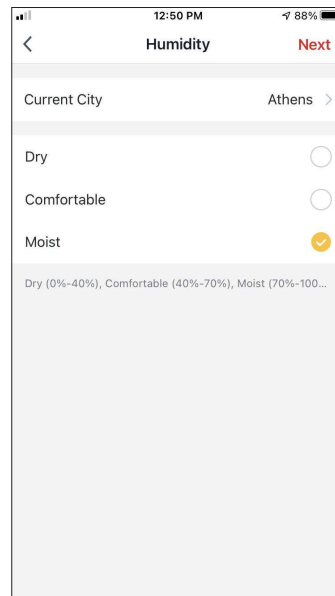 12:50 PM 88%
Humidity Next
Current City Athens
Dry
Comfortable
Moist
Dry (0%-40%), Comfortable (40%-70%), Moist (70%-100...